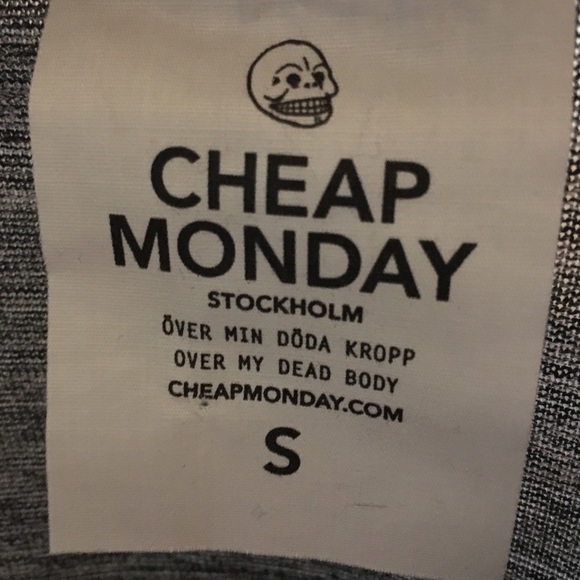 CHEAP
MONDAY
STOCKHOLM
ÖVER MIN DÖDA KROPP
OVER MY DEAD BODY
CHEAPMONDAY.COM
S